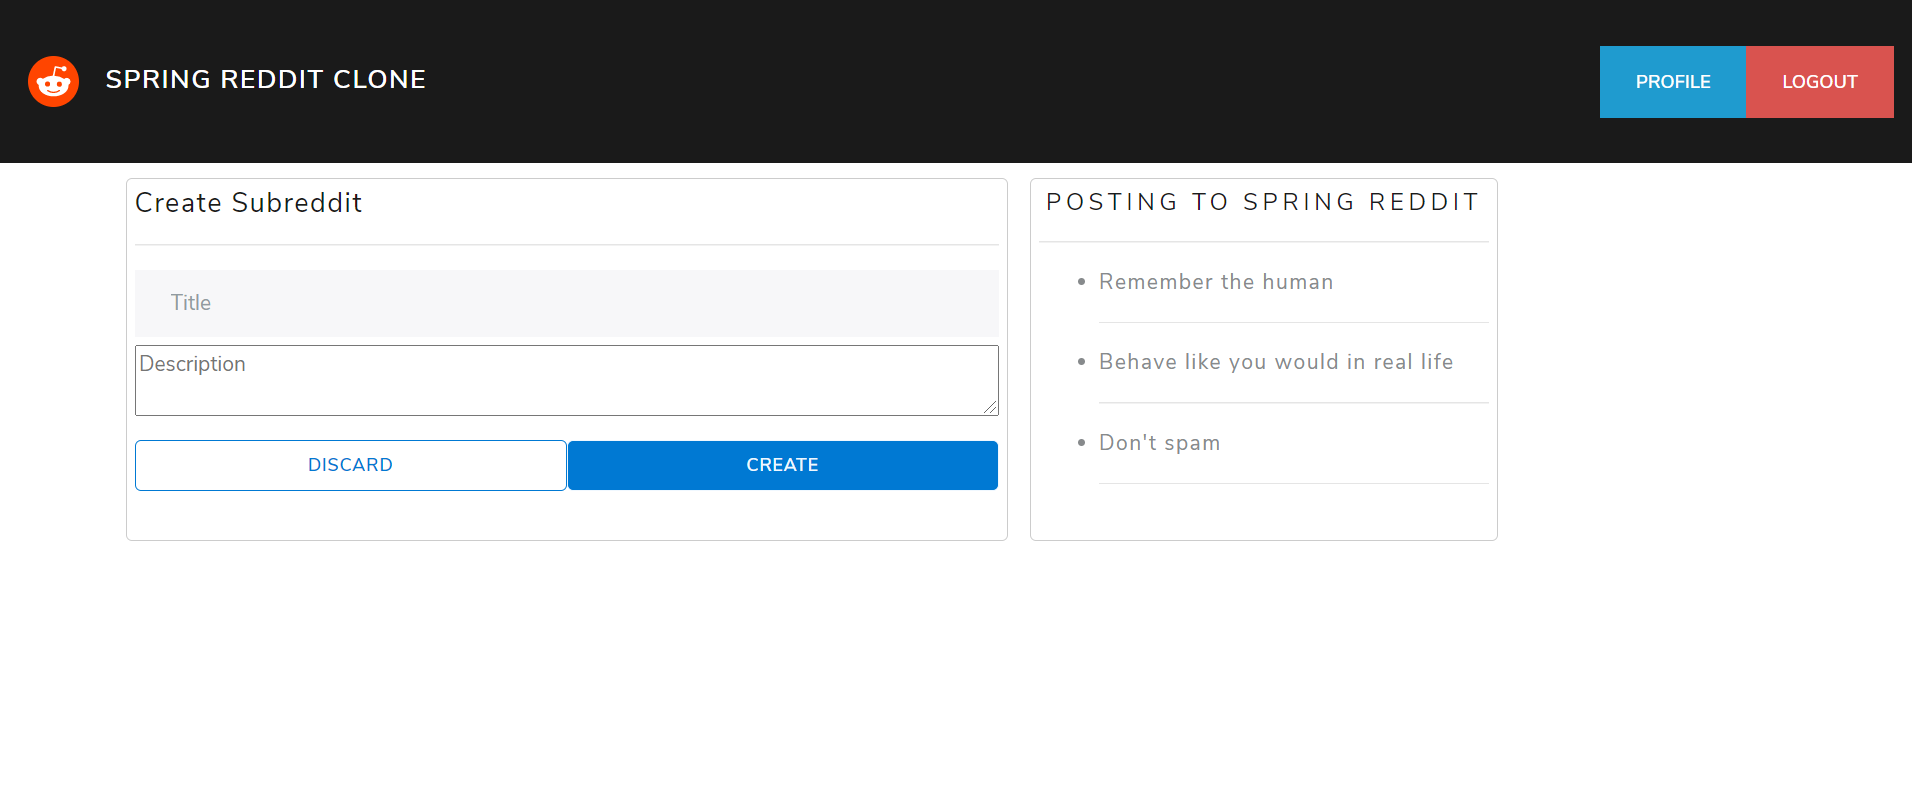 SPRING REDDIT CLONE
PROFILE
LOGOUT
Create Subreddit
Title
Description
DISCARD
CREATE
POSTING TO SPRING REDDIT
Remember the human
Behave like you would in real life
Don't spam